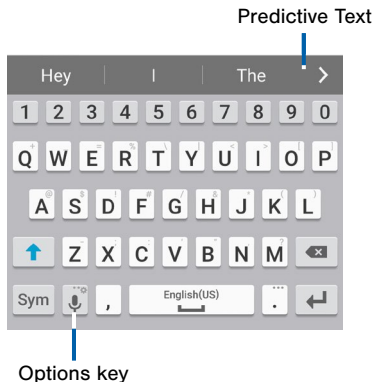 Predictive Text
Hey I The
1 2 3 4 5 6 7 8 9 0
+ × ÷ = % / < > [ ]
Q W E R T Y U I O P
@ $ ! # / & * ( )
A S D F G H J K L
- ' " : ; , ?
Z X C V B N M
Sym , English(US) .
Options key